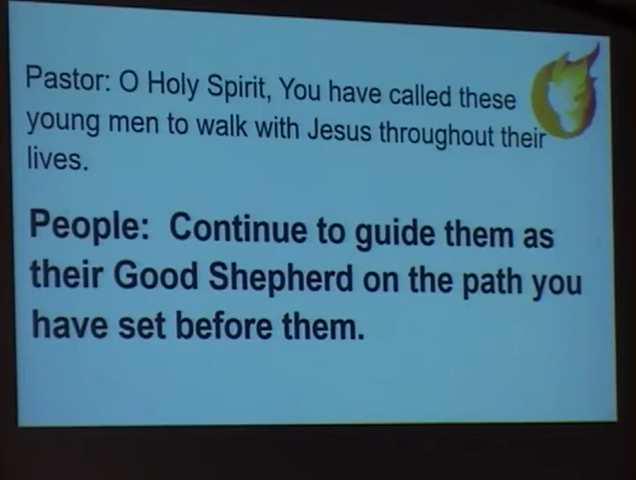 Pastor: O Holy Spirit, You have called these
young men to walk with Jesus throughout their
lives.
People: Continue to guide them as
their Good Shepherd on the path you
have set before them.